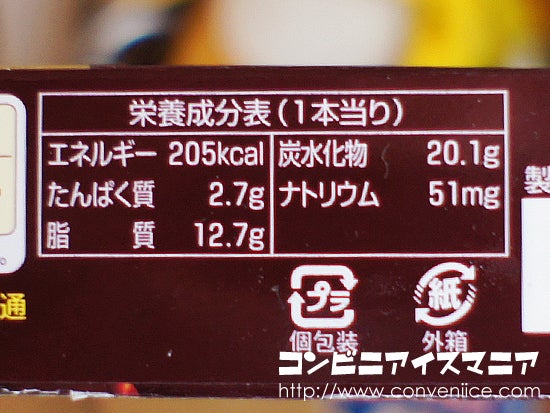 栄養成分表(1本当り)
エネルギー 205kcal 炭水化物 20.1g
たんぱく質 2.7g ナトリウム 51mg
脂質 12.7g
製
通
プラ 紙
個包装 外箱
コンビニアイスマニア
http://www.conveniice.com/